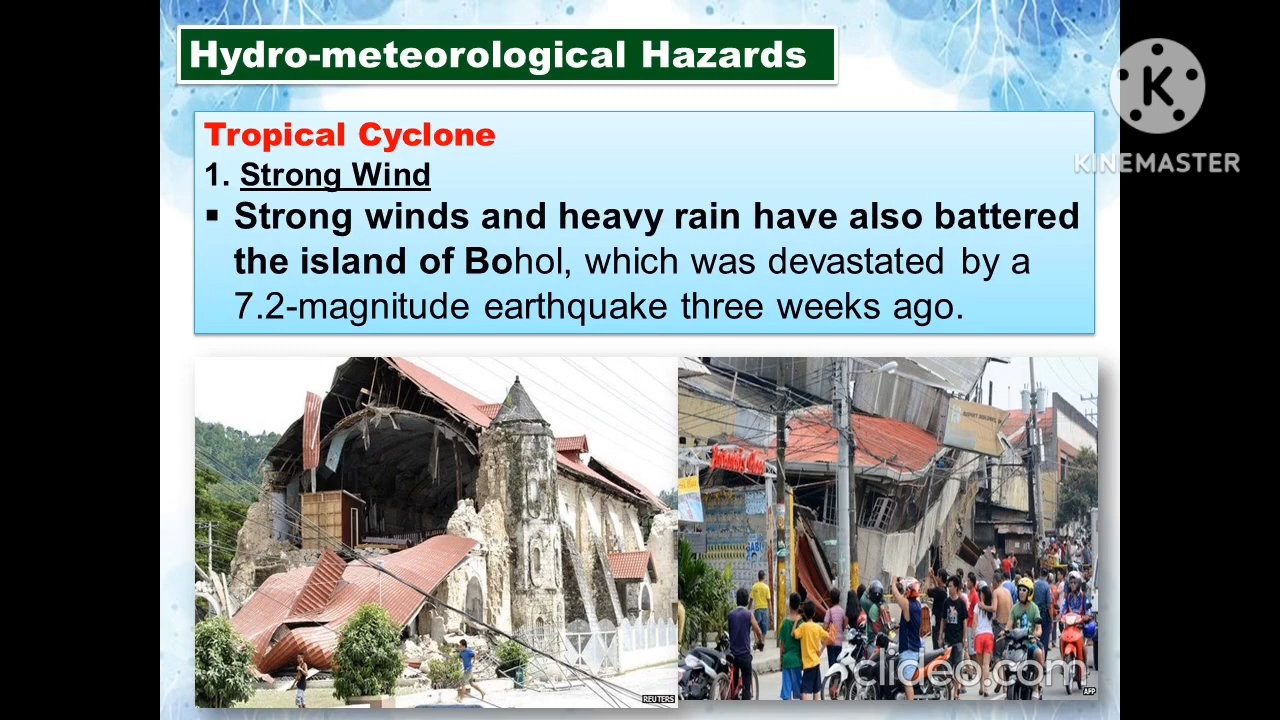 Hydro-meteorological Hazards
K
KINEMASTER
Tropical Cyclone
1. Strong Wind
▪ Strong winds and heavy rain have also battered
the island of Bohol, which was devastated by a
7.2-magnitude earthquake three weeks ago.
REUTERS
clideo.com
AFP